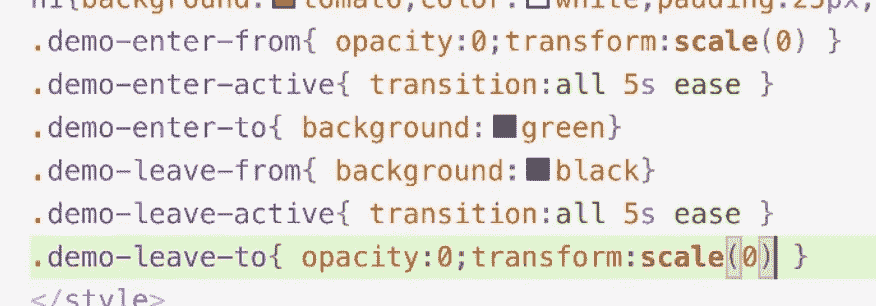 h1{background:tomato;color:white;padding:25px;
.demo-enter-from{ opacity:0;transform:scale(0) }
.demo-enter-active{ transition:all 5s ease }
.demo-enter-to{ background:green}
.demo-leave-from{ background:black}
.demo-leave-active{ transition:all 5s ease }
.demo-leave-to{ opacity:0;transform:scale(0) }
</style>